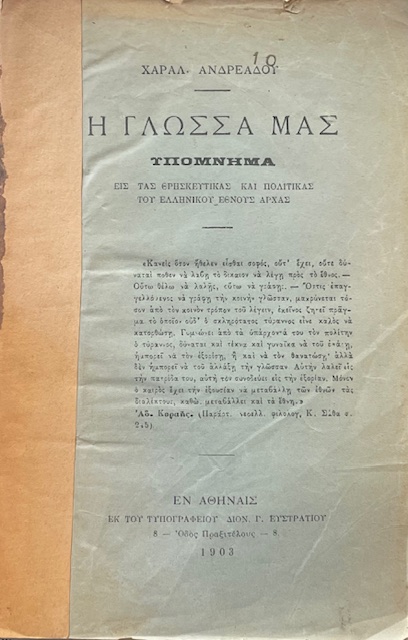 10
ΧΑΡΑΛ. ΑΝΔΡΕΑΔΟΥ
Η ΓΛΩΣΣΑ ΜΑΣ
ΥΠΟΜΝΗΜΑ
ΕΙΣ ΤΑΣ ΘΡΗΣΚΕΥΤΙΚΑΣ ΚΑΙ ΠΟΛΙΤΙΚΑΣ
ΤΟΥ ΕΛΛΗΝΙΚΟΥ ΕΘΝΟΥΣ ΑΡΧΑΣ
«Κανεὶς ὅσον ἤθελεν εἶσθαι σοφός, οὔτ' ἔχει, οὔτε δύ-
ναται ποθεν νὰ λάβῃ τὸ δίκαιον νὰ λέγῃ πρὸς τὸ ἔθνος.—
Οὕτω θέλω νὰ λαλῇς, οὕτω νὰ γράφῃς.— Ὅστις ἐπαγ-
γελλόμενος νὰ γράφῃ τὴν κοινὴν γλῶσσαν, μακρύνεται τό-
σον ἀπὸ τὸν κοινὸν τρόπον τοῦ λέγειν, ἐκεῖνος ζητεῖ πρᾶγ-
μα τὸ ὁποῖον οὐδ' ὁ σκληρότατος τύραννος εἶνε καλὸς νὰ
κατορθώσῃ. Γυμνώνει ἀπὸ τὰ ὑπάρχοντά του τὸν πολίτην
ὁ τύραννος, δύναται καὶ τέκνα καὶ γυναῖκα νὰ τοῦ ἐνάξῃ,
ἠμπορεῖ νὰ τὸν ἐξορίσῃ, ἢ καὶ νὰ τὸν θανατώσῃ· ἀλλὰ
δὲν ἠμπορεῖ νὰ τοῦ ἀλλάξῃ τὴν γλῶσσαν Αὐτὴν λαλεῖ εἰς
τὴν πατρίδα του, αὐτὴ τὸν συνοδεύει εἰς τὴν ἐξορίαν. Μόνον
ὁ καιρὸς ἔχει τὴν ἐξουσίαν νὰ μεταβάλλῃ τῶν ἐθνῶν τὰς
διαλέκτους, καθὼς μεταβάλλει καὶ τὰ ἔθνη.»
Ἀδ. Κοραῆς. (Παράρτ. νεοελλ. φιλολογ. Κ. Σάθα σ.
ΕΝ ΑΘΗΝΑΙΣ
ΕΚ ΤΟΥ ΤΥΠΟΓΡΑΦΕΙΟΥ ΔΙΟΝ. Γ. ΕΥΣΤΡΑΤΙΟΥ
8 — Ὁδὸς Πραξιτέλους — 8
1903